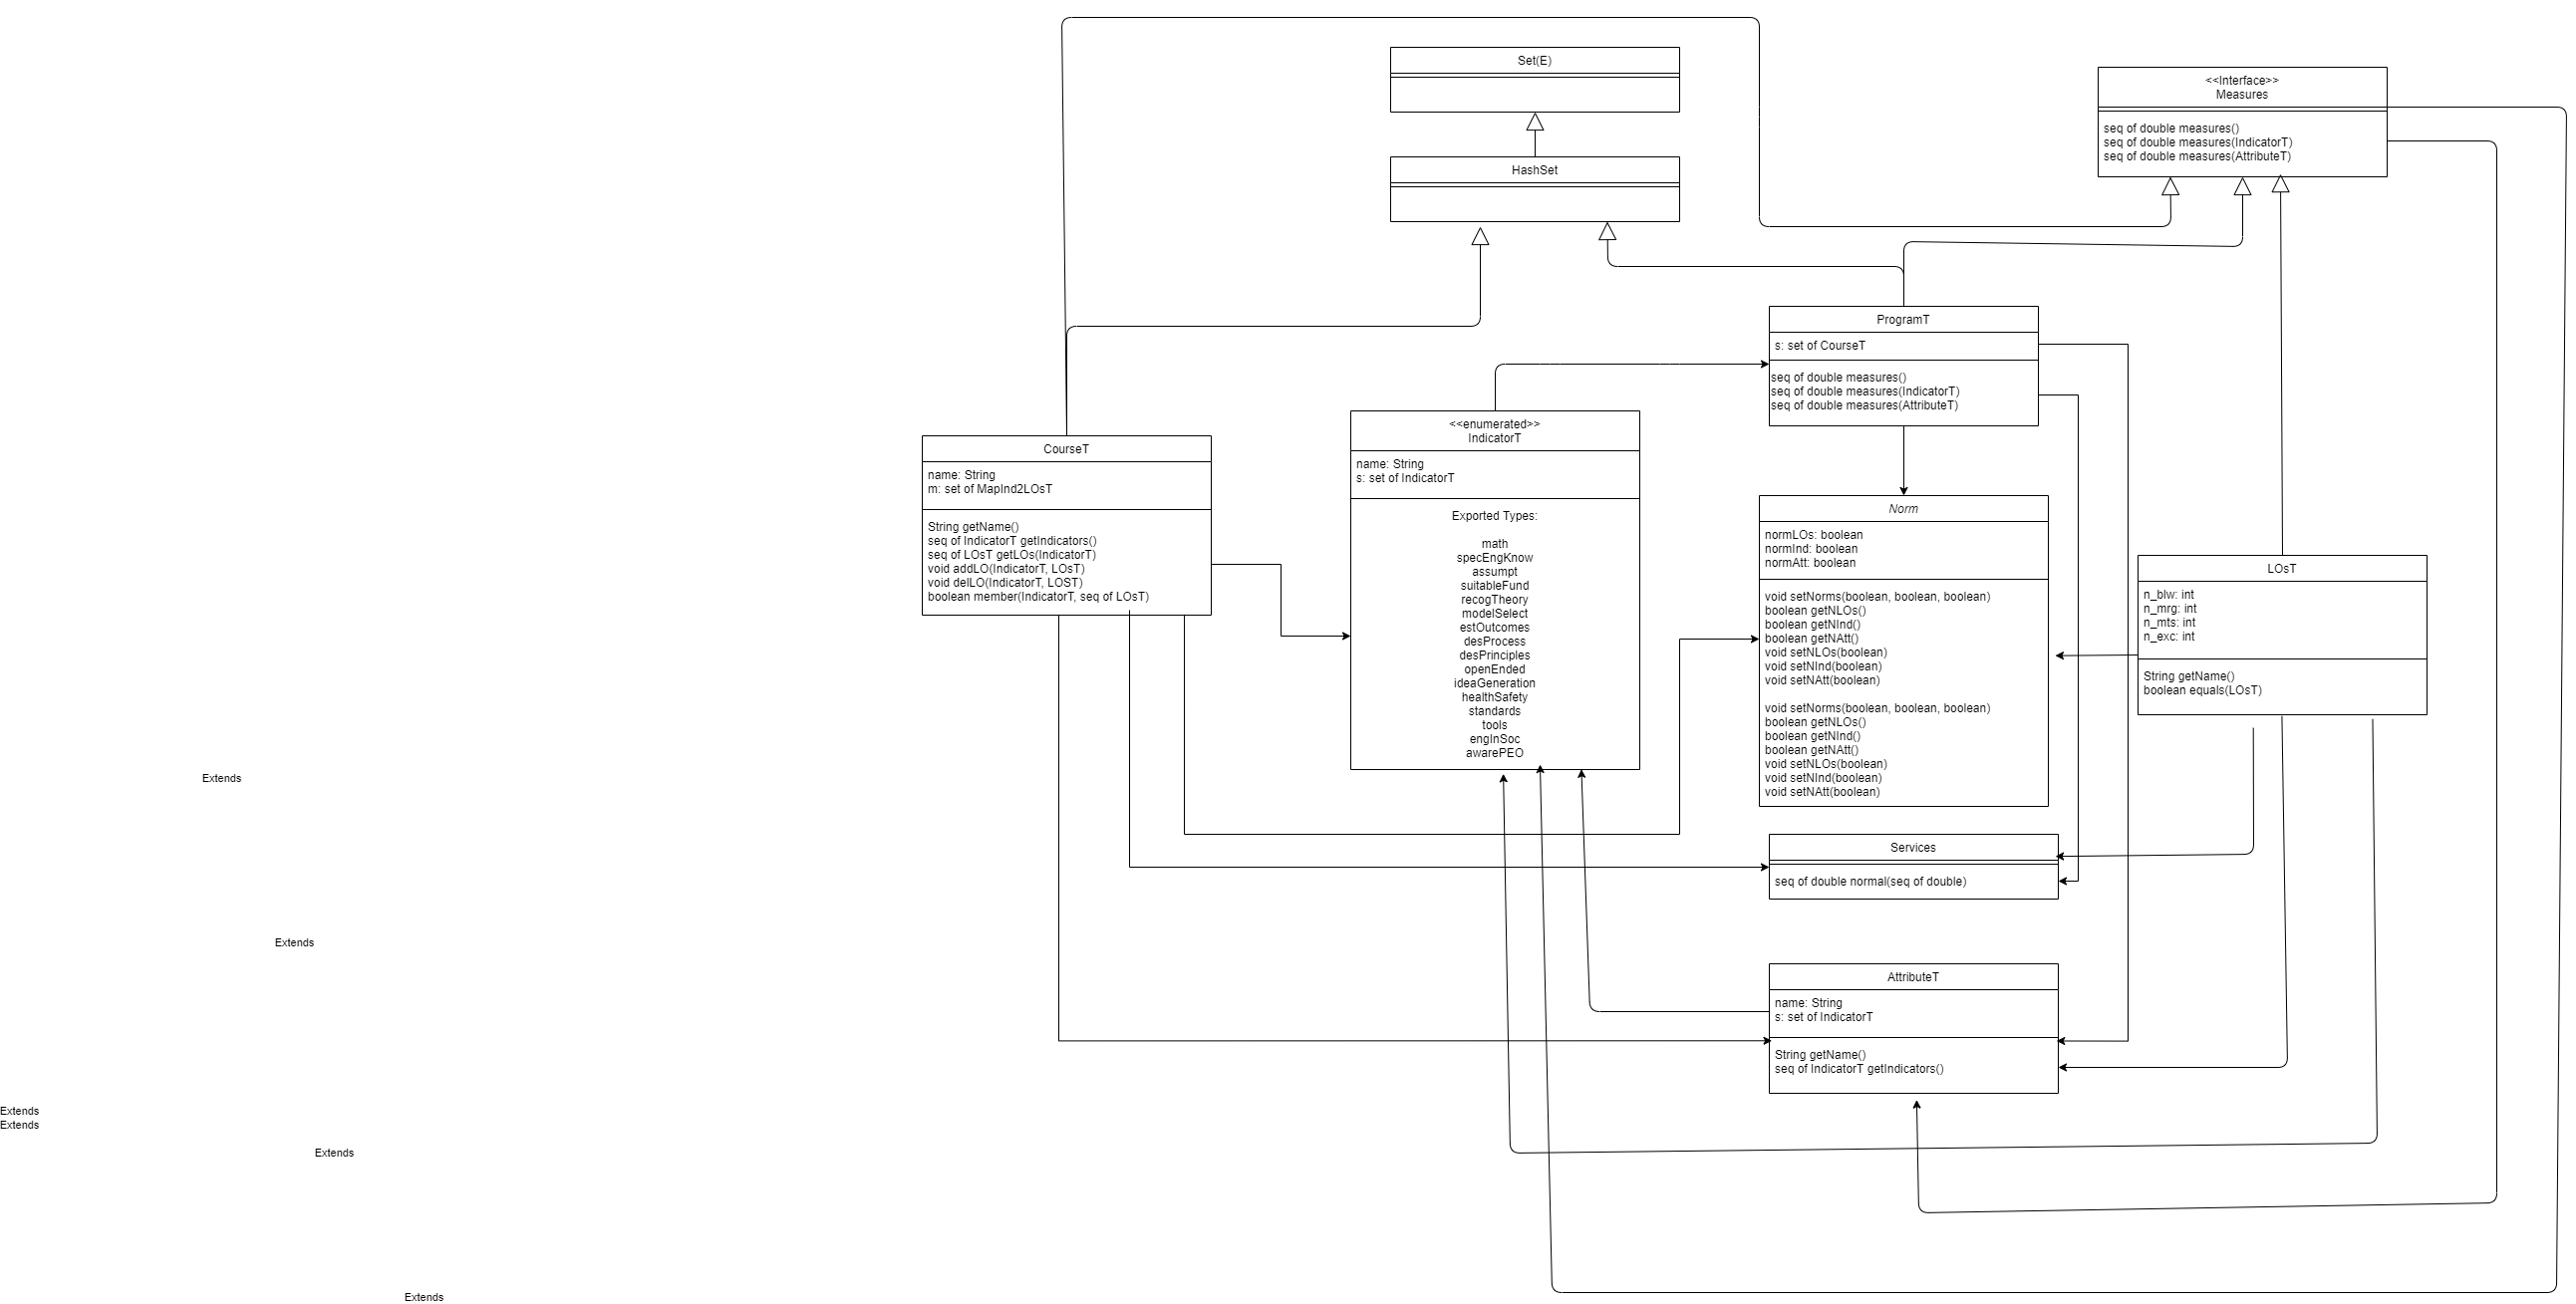 Set(E)
HashSet
<<Interface>>
Measures
seq of double measures()
seq of double measures(IndicatorT)
seq of double measures(AttributeT)
ProgramT
s: set of CourseT
seq of double measures()
seq of double measures(IndicatorT)
seq of double measures(AttributeT)
CourseT
name: String
m: set of MapInd2LOsT
String getName()
seq of IndicatorT getIndicators()
seq of LOsT getLOs(IndicatorT)
void addLO(IndicatorT, LOsT)
void delLO(IndicatorT, LOST)
boolean member(IndicatorT, seq of LOsT)
<<enumerated>>
IndicatorT
name: String
s: set of IndicatorT
Exported Types:
math
specEngKnow
assumpt
suitableFund
recogTheory
modelSelect
estOutcomes
desProcess
desPrinciples
openEnded
ideaGeneration
healthSafety
standards
tools
engInSoc
awarePEO
Norm
normLOs: boolean
normInd: boolean
normAtt: boolean
void setNorms(boolean, boolean, boolean)
boolean getNLOs()
boolean getNInd()
boolean getNAtt()
void setNLOs(boolean)
void setNInd(boolean)
void setNAtt(boolean)
void setNorms(boolean, boolean, boolean)
boolean getNLOs()
boolean getNInd()
boolean getNAtt()
void setNLOs(boolean)
void setNInd(boolean)
void setNAtt(boolean)
LOsT
n_blw: int
n_mrg: int
n_mts: int
n_exc: int
String getName()
boolean equals(LOsT)
Services
seq of double normal(seq of double)
AttributeT
name: String
s: set of IndicatorT
String getName()
seq of IndicatorT getIndicators()
Extends
Extends
Extends
Extends
Extends
Extends